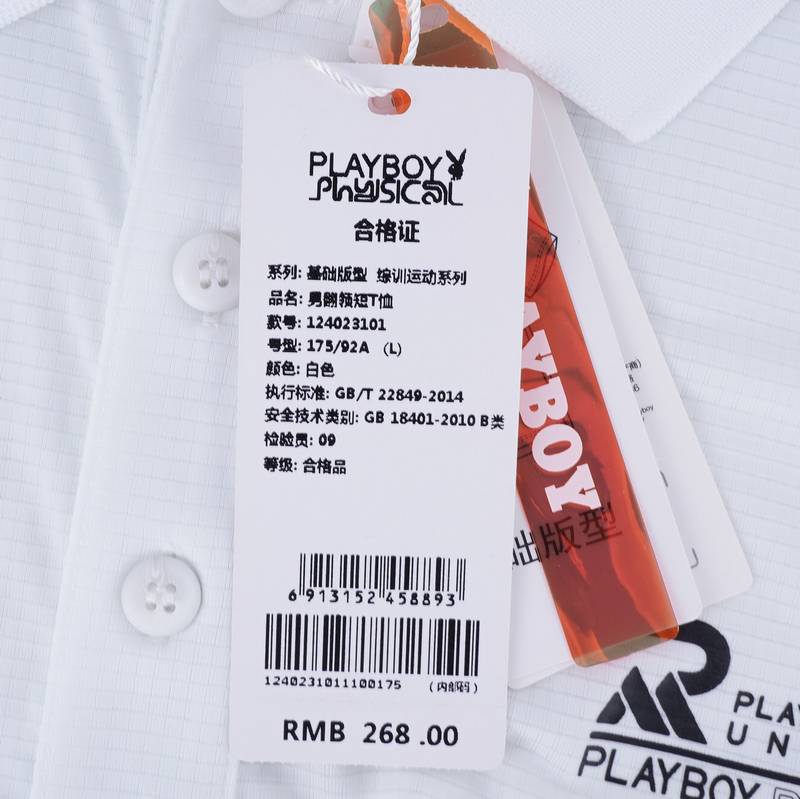 PLAYBOY
Physical
合格证
系列: 基础版型 综训运动系列
品名: 男翻领短T恤
款号: 124023101
号型: 175/92A (L)
颜色: 白色
执行标准: GB/T 22849-2014
安全技术类别: GB 18401-2010 B类
检验员: 09
等级: 合格品
6 913152 458893
1240231011100175 (内部码)
RMB 268 .00
AYBOY
础版型
PLAY
UN
PLAYBOY